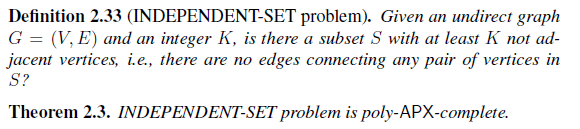 Definition 2.33 (INDEPENDENT-SET problem). Given an undirect graph
G = (V, E) and an integer K, is there a subset S with at least K not ad-
jacent vertices, i.e., there are no edges connecting any pair of vertices in
S?
Theorem 2.3. INDEPENDENT-SET problem is poly-APX-complete.